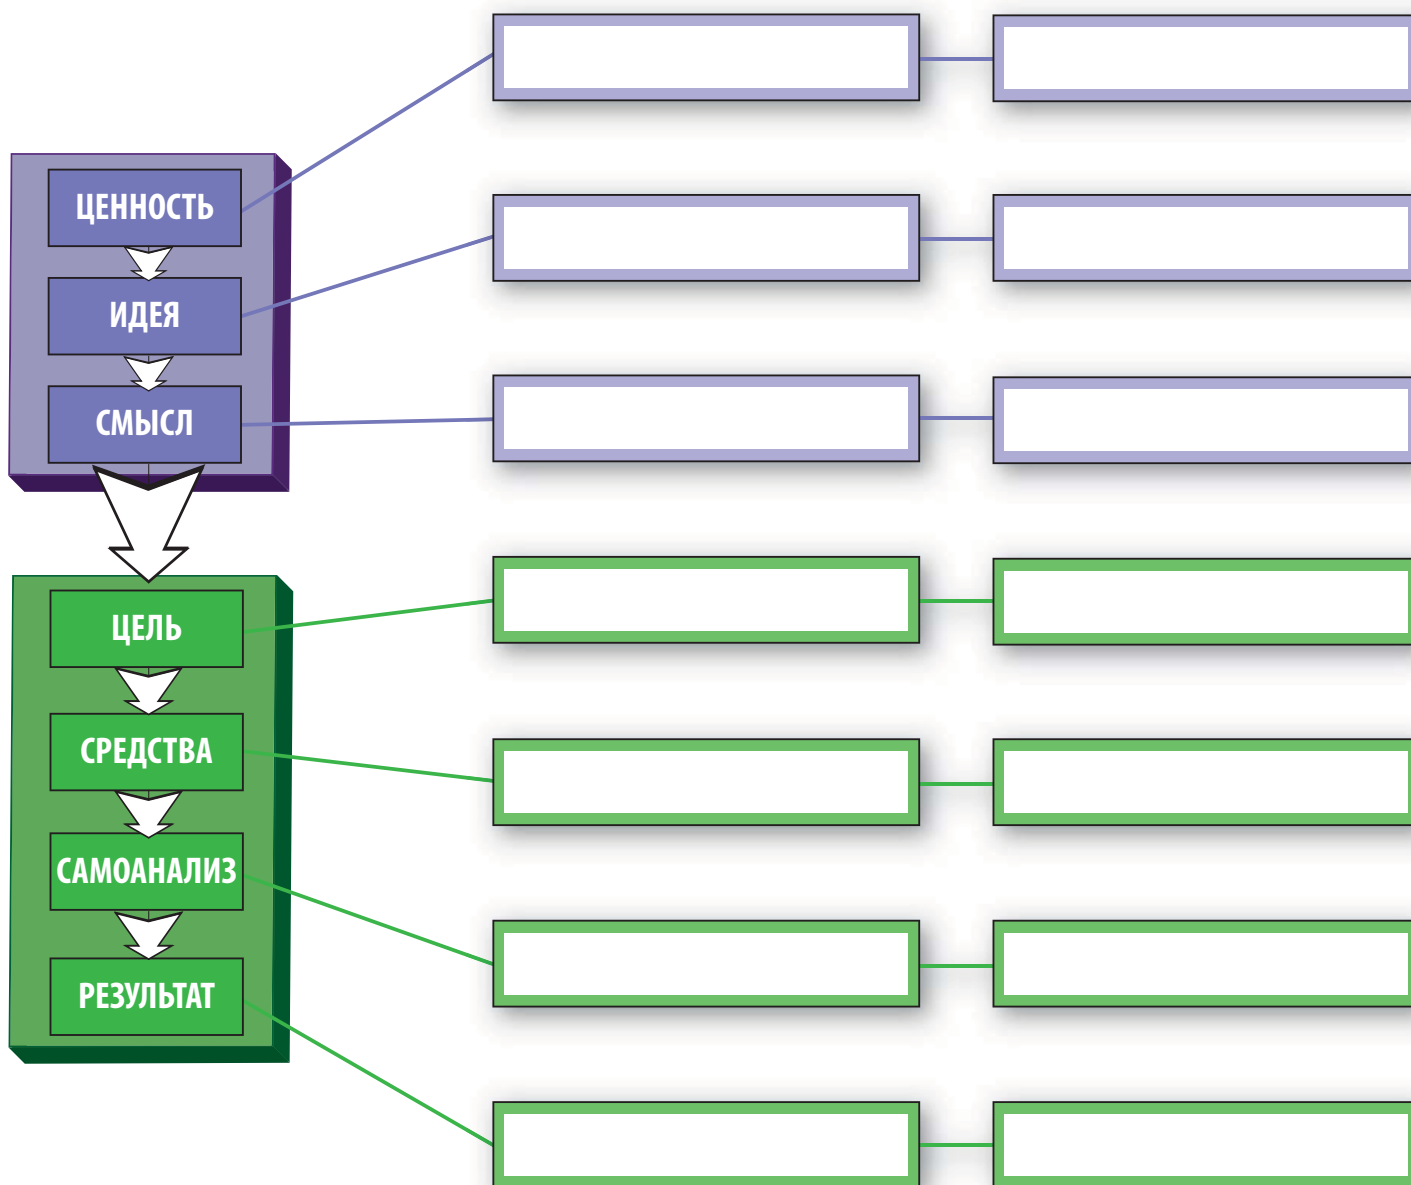 ЦЕННОСТЬ
ИДЕЯ
СМЫСЛ
ЦЕЛЬ
СРЕДСТВА
САМОАНАЛИЗ
РЕЗУЛЬТАТ